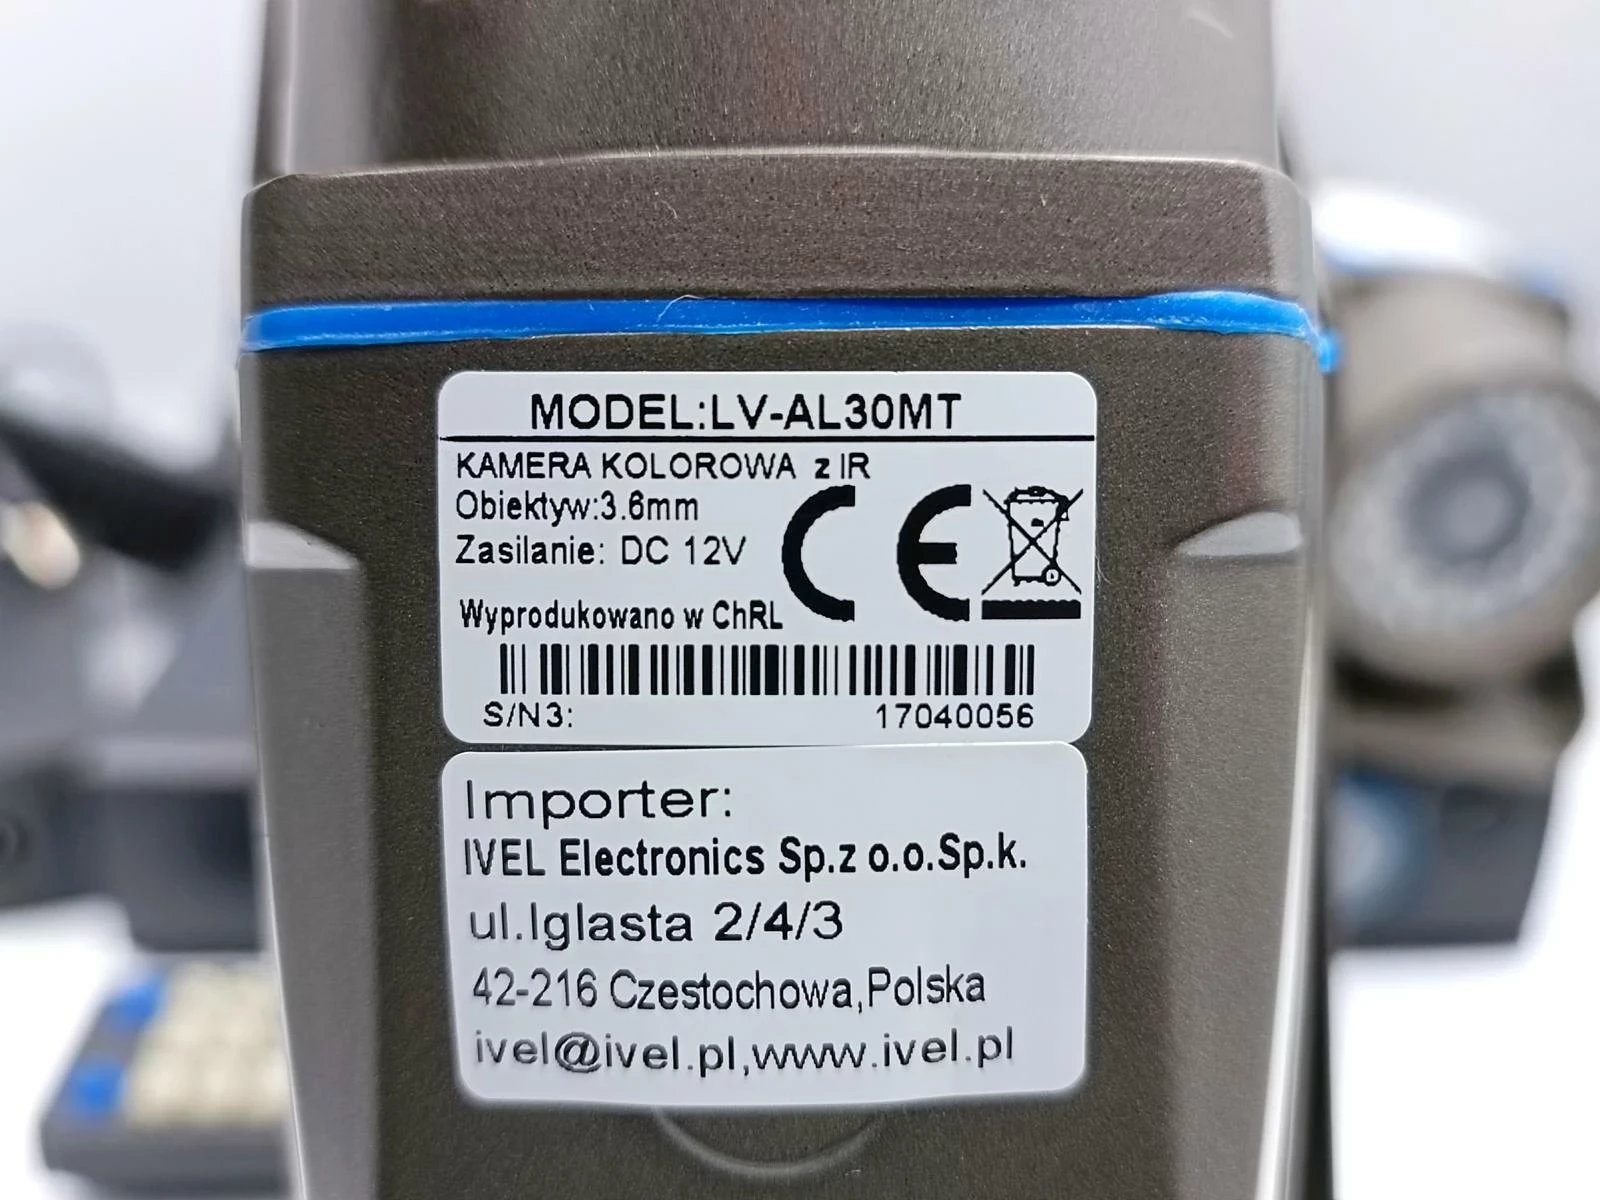 MODEL:LV-AL30MT
KAMERA KOLOROWA z IR
Obiektyw:3.6mm
Zasilanie: DC 12V
CE
Wyprodukowano w ChRL
S/N3: 17040056
Importer:
IVEL Electronics Sp.z o.o.Sp.k.
ul.Iglasta 2/4/3
42-216 Czestochowa,Polska
ivel@ivel.pl,www.ivel.pl